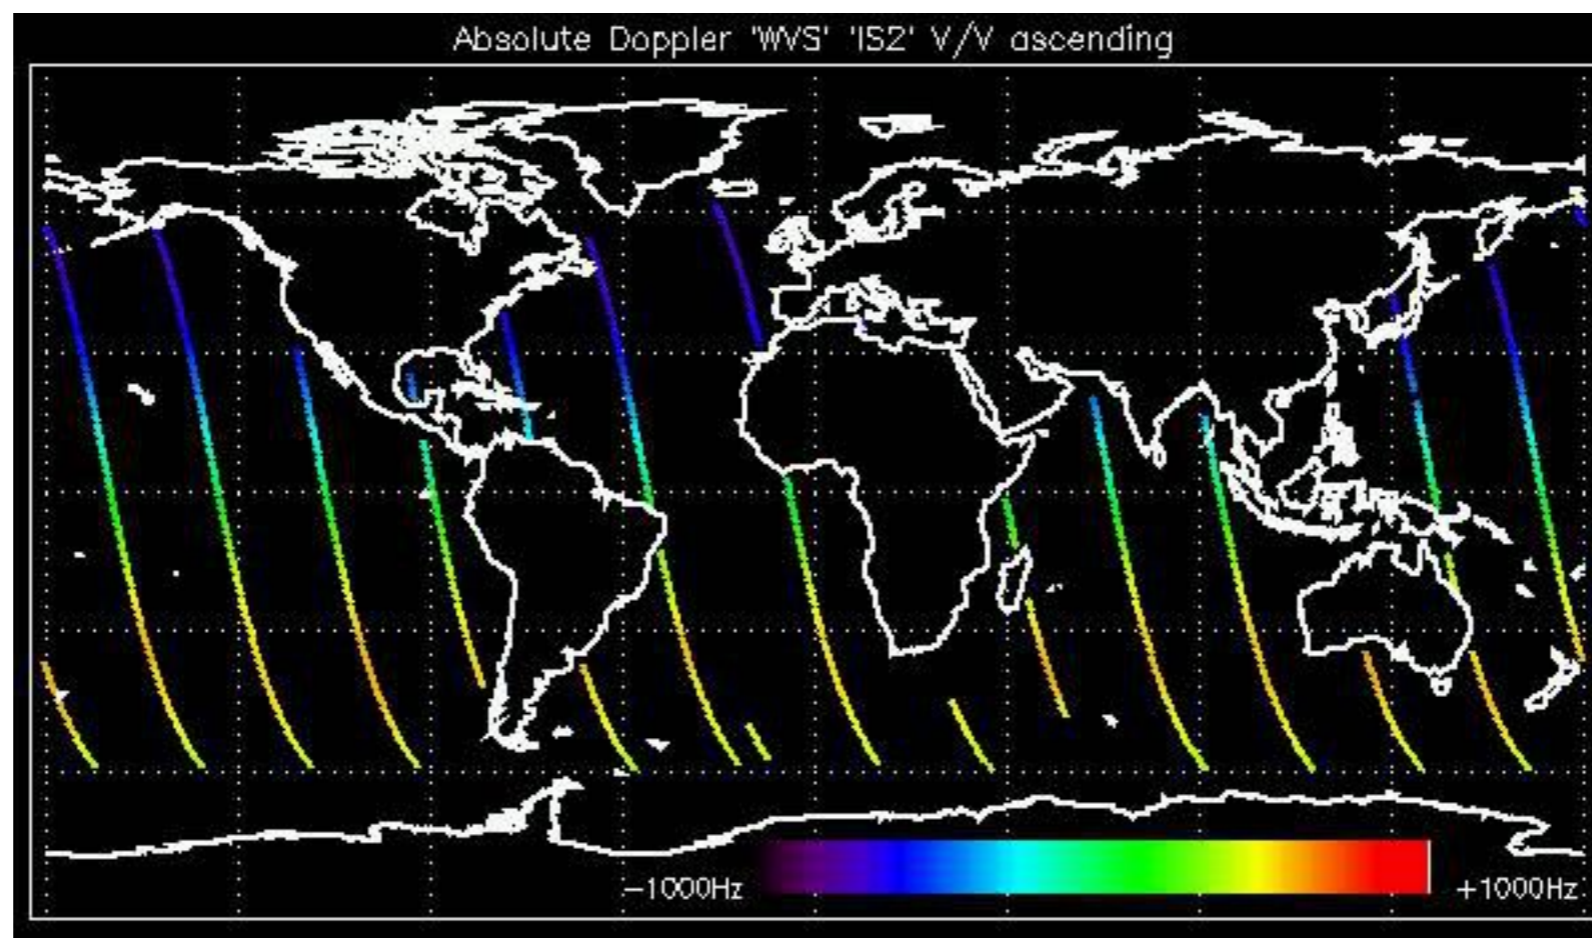 Absolute Doppler 'WVS' 'IS2' V/V ascending
−1000Hz +1000Hz